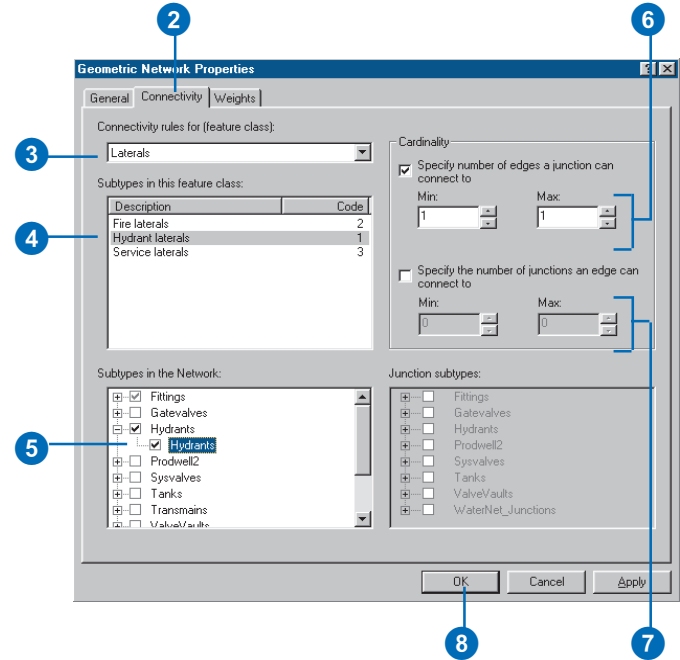 2
6
Geometric Network Properties
General Connectivity Weights
Connectivity rules for (feature class):
3
Laterals
Subtypes in this feature class:
Description Code
Fire laterals 2
4
Hydrant laterals 1
Service laterals 3
Cardinality
Specify number of edges a junction can
connect to
Min: Max:
1 1
Specify the number of junctions an edge can
connect to
Min: Max:
0 0
Subtypes in the Network:
Fittings
Gatevalves
Hydrants
5
Hydrants
Prodwell2
Sysvalves
Tanks
Transmains
ValveVaults
Junction subtypes:
Fittings
Gatevalves
Hydrants
Prodwell2
Sysvalves
Tanks
ValveVaults
WaterNet_Junctions
OK Cancel Apply
8
7